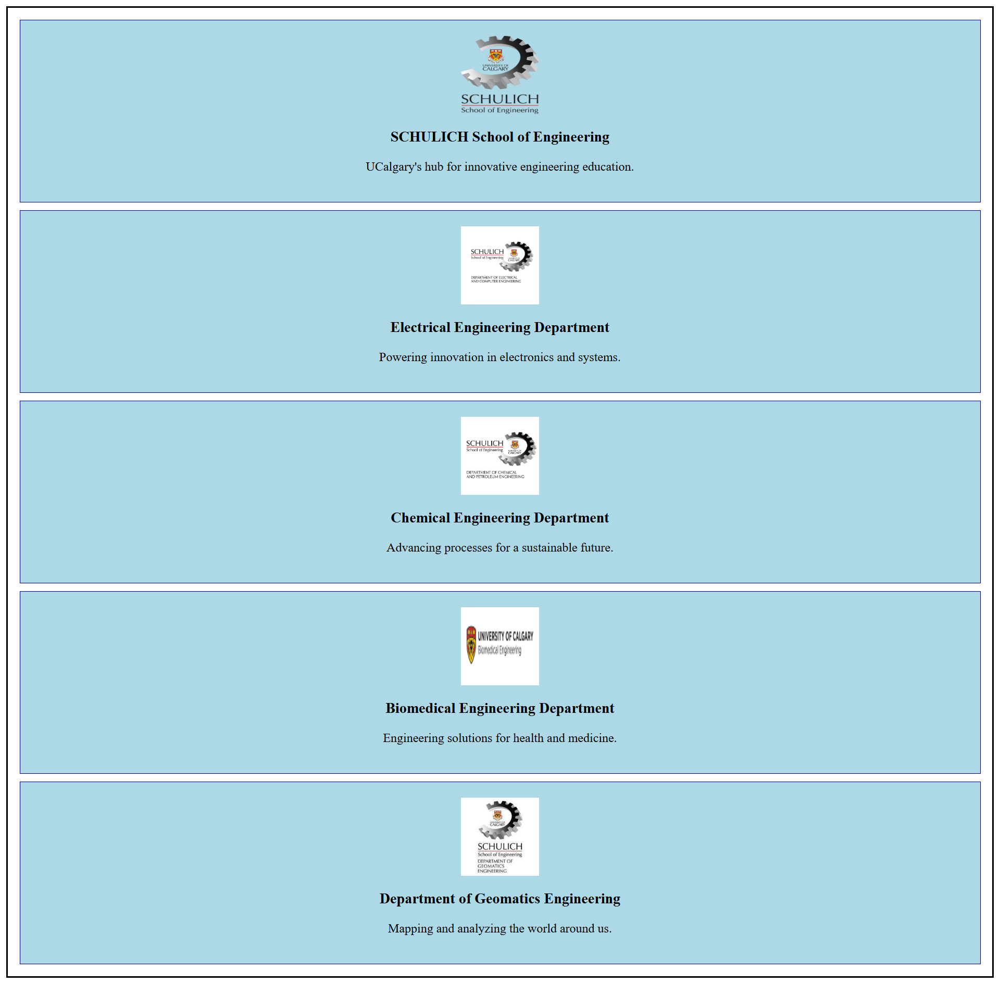 UNIVERSITY OF
CALGARY
SCHULICH
School of Engineering
SCHULICH School of Engineering
UCalgary's hub for innovative engineering education.
SCHULICH
School of Engineering
UNIVERSITY OF
CALGARY
DEPARTMENT OF ELECTRICAL
AND COMPUTER ENGINEERING
Electrical Engineering Department
Powering innovation in electronics and systems.
SCHULICH
School of Engineering
UNIVERSITY OF
CALGARY
DEPARTMENT OF CHEMICAL
AND PETROLEUM ENGINEERING
Chemical Engineering Department
Advancing processes for a sustainable future.
UNIVERSITY OF CALGARY
Biomedical Engineering
Biomedical Engineering Department
Engineering solutions for health and medicine.
UNIVERSITY OF
CALGARY
SCHULICH
School of Engineering
DEPARTMENT OF
GEOMATICS
ENGINEERING
Department of Geomatics Engineering
Mapping and analyzing the world around us.